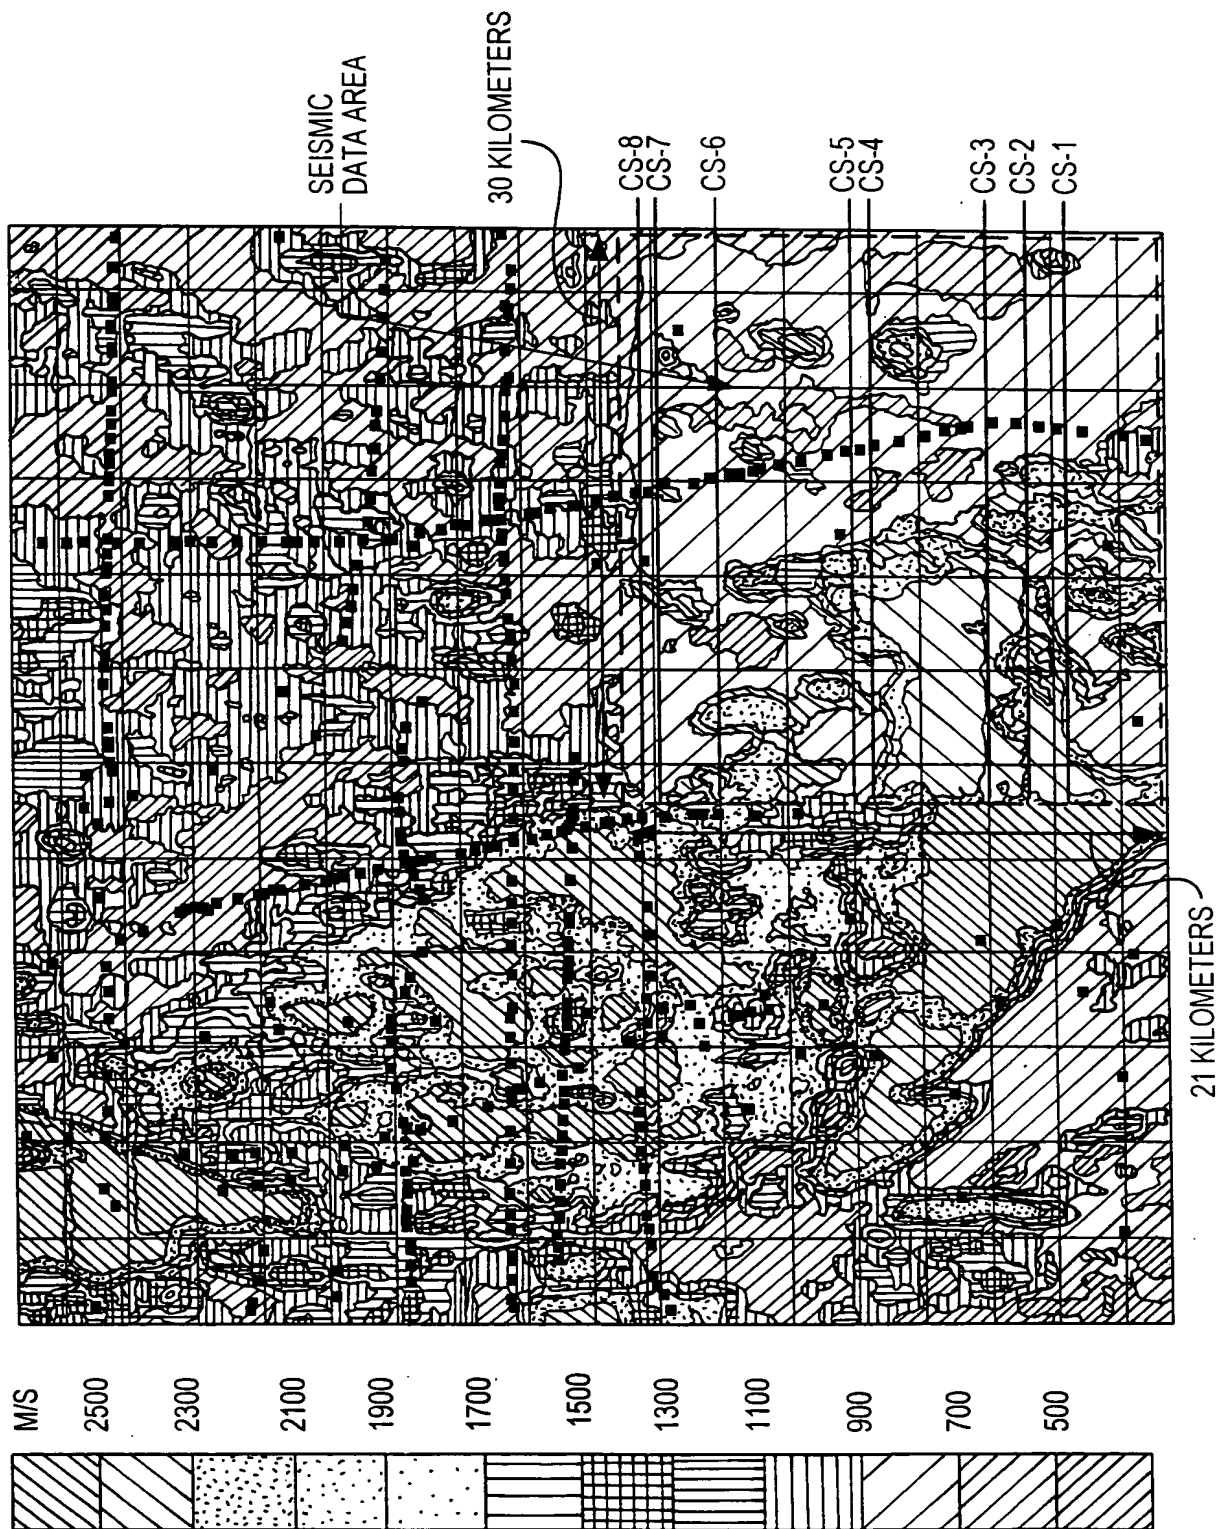 SEISMIC
DATA AREA
30 KILOMETERS
CS-8
CS-7
CS-6
CS-5
CS-4
CS-3
CS-2
CS-1
21 KILOMETERS
M/S
2500
2300
2100
1900
1700
1500
1300
1100
900
700
500